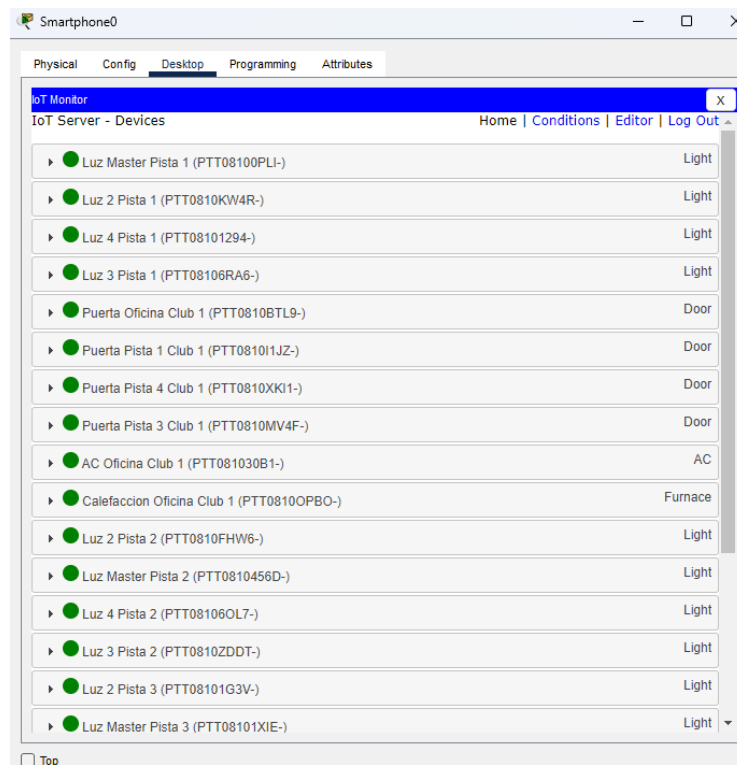 Smartphone0
Physical Config Desktop Programming Attributes
IoT Monitor X
IoT Server - Devices Home | Conditions | Editor | Log Out
Luz Master Pista 1 (PTT08100PLI-) Light
Luz 2 Pista 1 (PTT0810KW4R-) Light
Luz 4 Pista 1 (PTT08101294-) Light
Luz 3 Pista 1 (PTT08106RA6-) Light
Puerta Oficina Club 1 (PTT0810BTL9-) Door
Puerta Pista 1 Club 1 (PTT0810I1JZ-) Door
Puerta Pista 4 Club 1 (PTT0810XKI1-) Door
Puerta Pista 3 Club 1 (PTT0810MV4F-) Door
AC Oficina Club 1 (PTT081030B1-) AC
Calefaccion Oficina Club 1 (PTT0810OPBO-) Furnace
Luz 2 Pista 2 (PTT0810FHW6-) Light
Luz Master Pista 2 (PTT0810456D-) Light
Luz 4 Pista 2 (PTT08106OL7-) Light
Luz 3 Pista 2 (PTT0810ZDDT-) Light
Luz 2 Pista 3 (PTT08101G3V-) Light
Luz Master Pista 3 (PTT08101XIE-) Light
Top